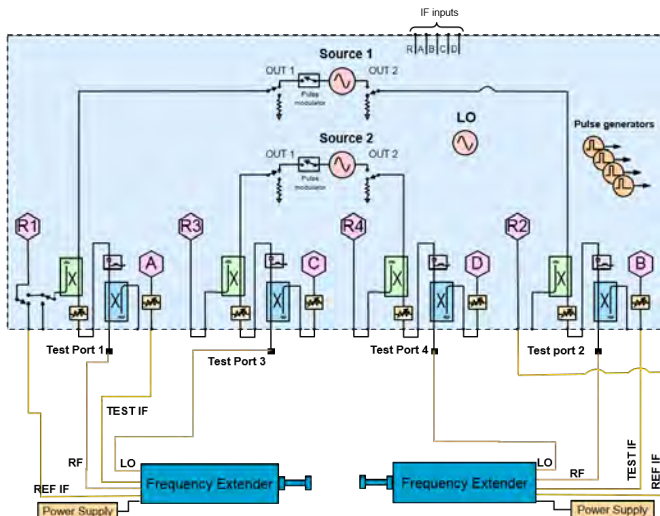 IF inputs
R A B C D
Source 1
OUT 1
OUT 2
Pulse
modulator
LO
Pulse generators
Source 2
OUT 1
OUT 2
Pulse
modulator
R1
R3
R4
R2
A
C
D
B
Test Port 1
Test Port 3
Test Port 4
Test port 2
TEST IF
RF
LO
REF IF
Frequency Extender
Power Supply
LO
RF
TEST IF
REF IF
Frequency Extender
Power Supply